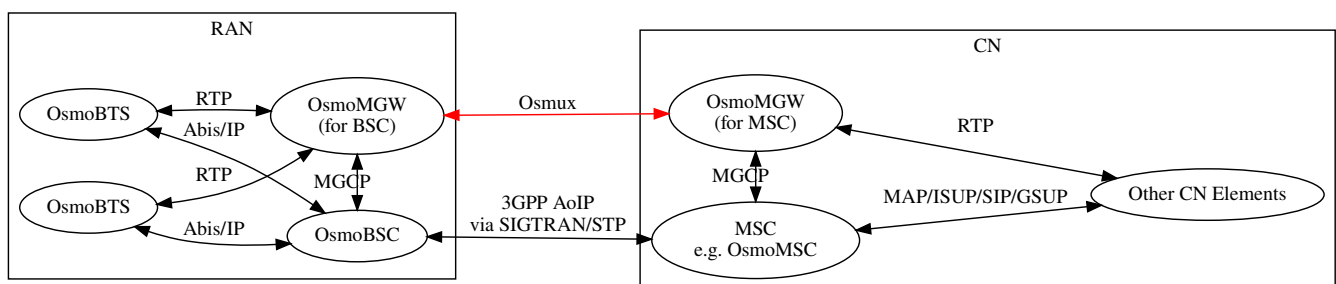 RAN
CN
OsmoBTS
RTP
OsmoMGW
(for BSC)
Osmux
OsmoMGW
(for MSC)
RTP
Abis/IP
RTP
MGCP
MGCP
OsmoBTS
Abis/IP
OsmoBSC
3GPP AoIP
via SIGTRAN/STP
MSC
e.g. OsmoMSC
MAP/ISUP/SIP/GSUP
Other CN Elements